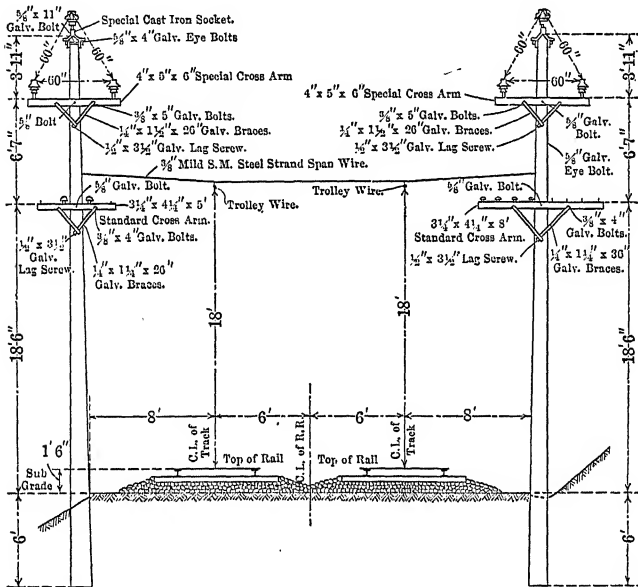 5/8" x 11"
Galv. Bolt
Special Cast Iron Socket.
5/8" x 4" Galv. Eye Bolts
60"
60"
60"
3'11"
4" x 5" x 6" Special Cross Arm
3/8" x 5" Galv. Bolts.
5/8" Bolt
1/4" x 1 1/2" x 26" Galv. Braces.
1/2" x 3 1/2" Galv. Lag Screw.
6'7"
3/8" Mild S.M. Steel Strand Span Wire.
60"
60"
60"
3'11"
4" x 5" x 6" Special Cross Arm
3/8" x 5" Galv. Bolts.
1/4" x 1 1/2" x 26" Galv. Braces.
1/2" x 3 1/2" Galv. Lag Screw.
5/8" Galv.
Bolt.
5/8" Galv.
Eye Bolt.
6'7"
5/8" Galv. Bolt.
Trolley Wire.
Trolley Wire.
5/8" Galv. Bolt.
3 1/4" x 4 1/4" x 5'
Standard Cross Arm.
3/8" x 4" Galv. Bolts.
1/2" x 3 1/2"
Galv.
Lag Screw.
1/4" x 1 1/4" x 26"
Galv. Braces.
3 1/4" x 4 1/4" x 8'
Standard Cross Arm.
1/2" x 3 1/2" Lag Screw.
3/8" x 4"
Galv. Bolts.
1/4" x 1 1/4" x 36"
Galv. Braces.
18'
18'
18'6"
18'-6"
8'
6'
6'
8'
C.L. of
Track
C.L. of R.R.
C.L. of
Track
1'6"
Top of Rail
Top of Rail
Sub
Grade
6'
6'